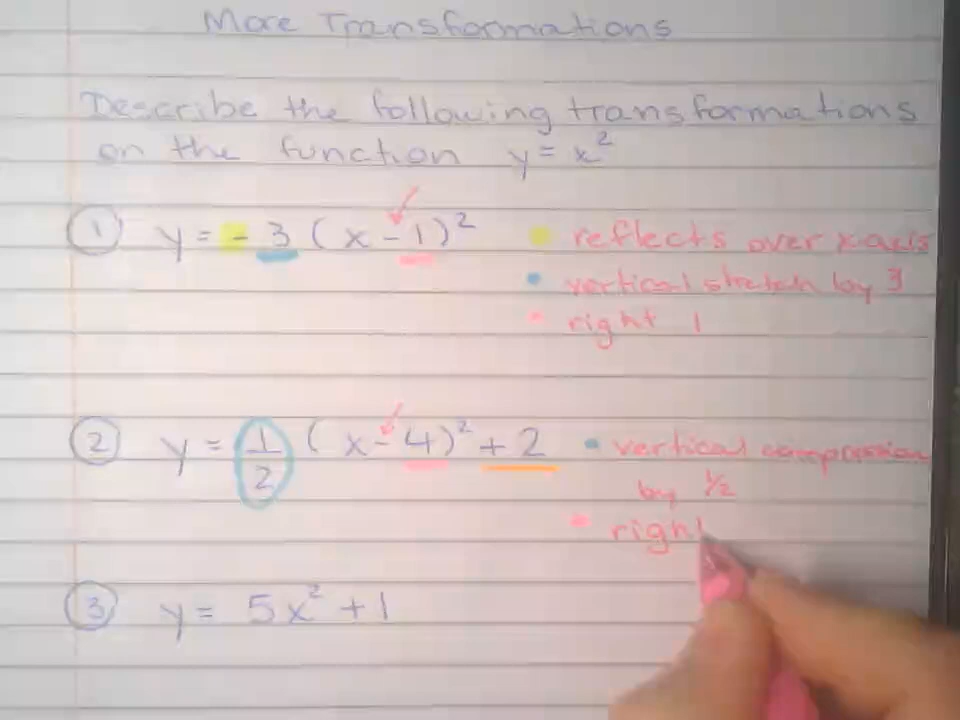 More Transformations
Describe the following transformations
on the function y = x²
① y = - 3 (x - 1)²
• reflects over x axis
• vertical stretch by 3
• right 1
② y = 1/2 (x - 4)² + 2
• vertical compression
by 1/2
• right
③ y = 5x² + 1